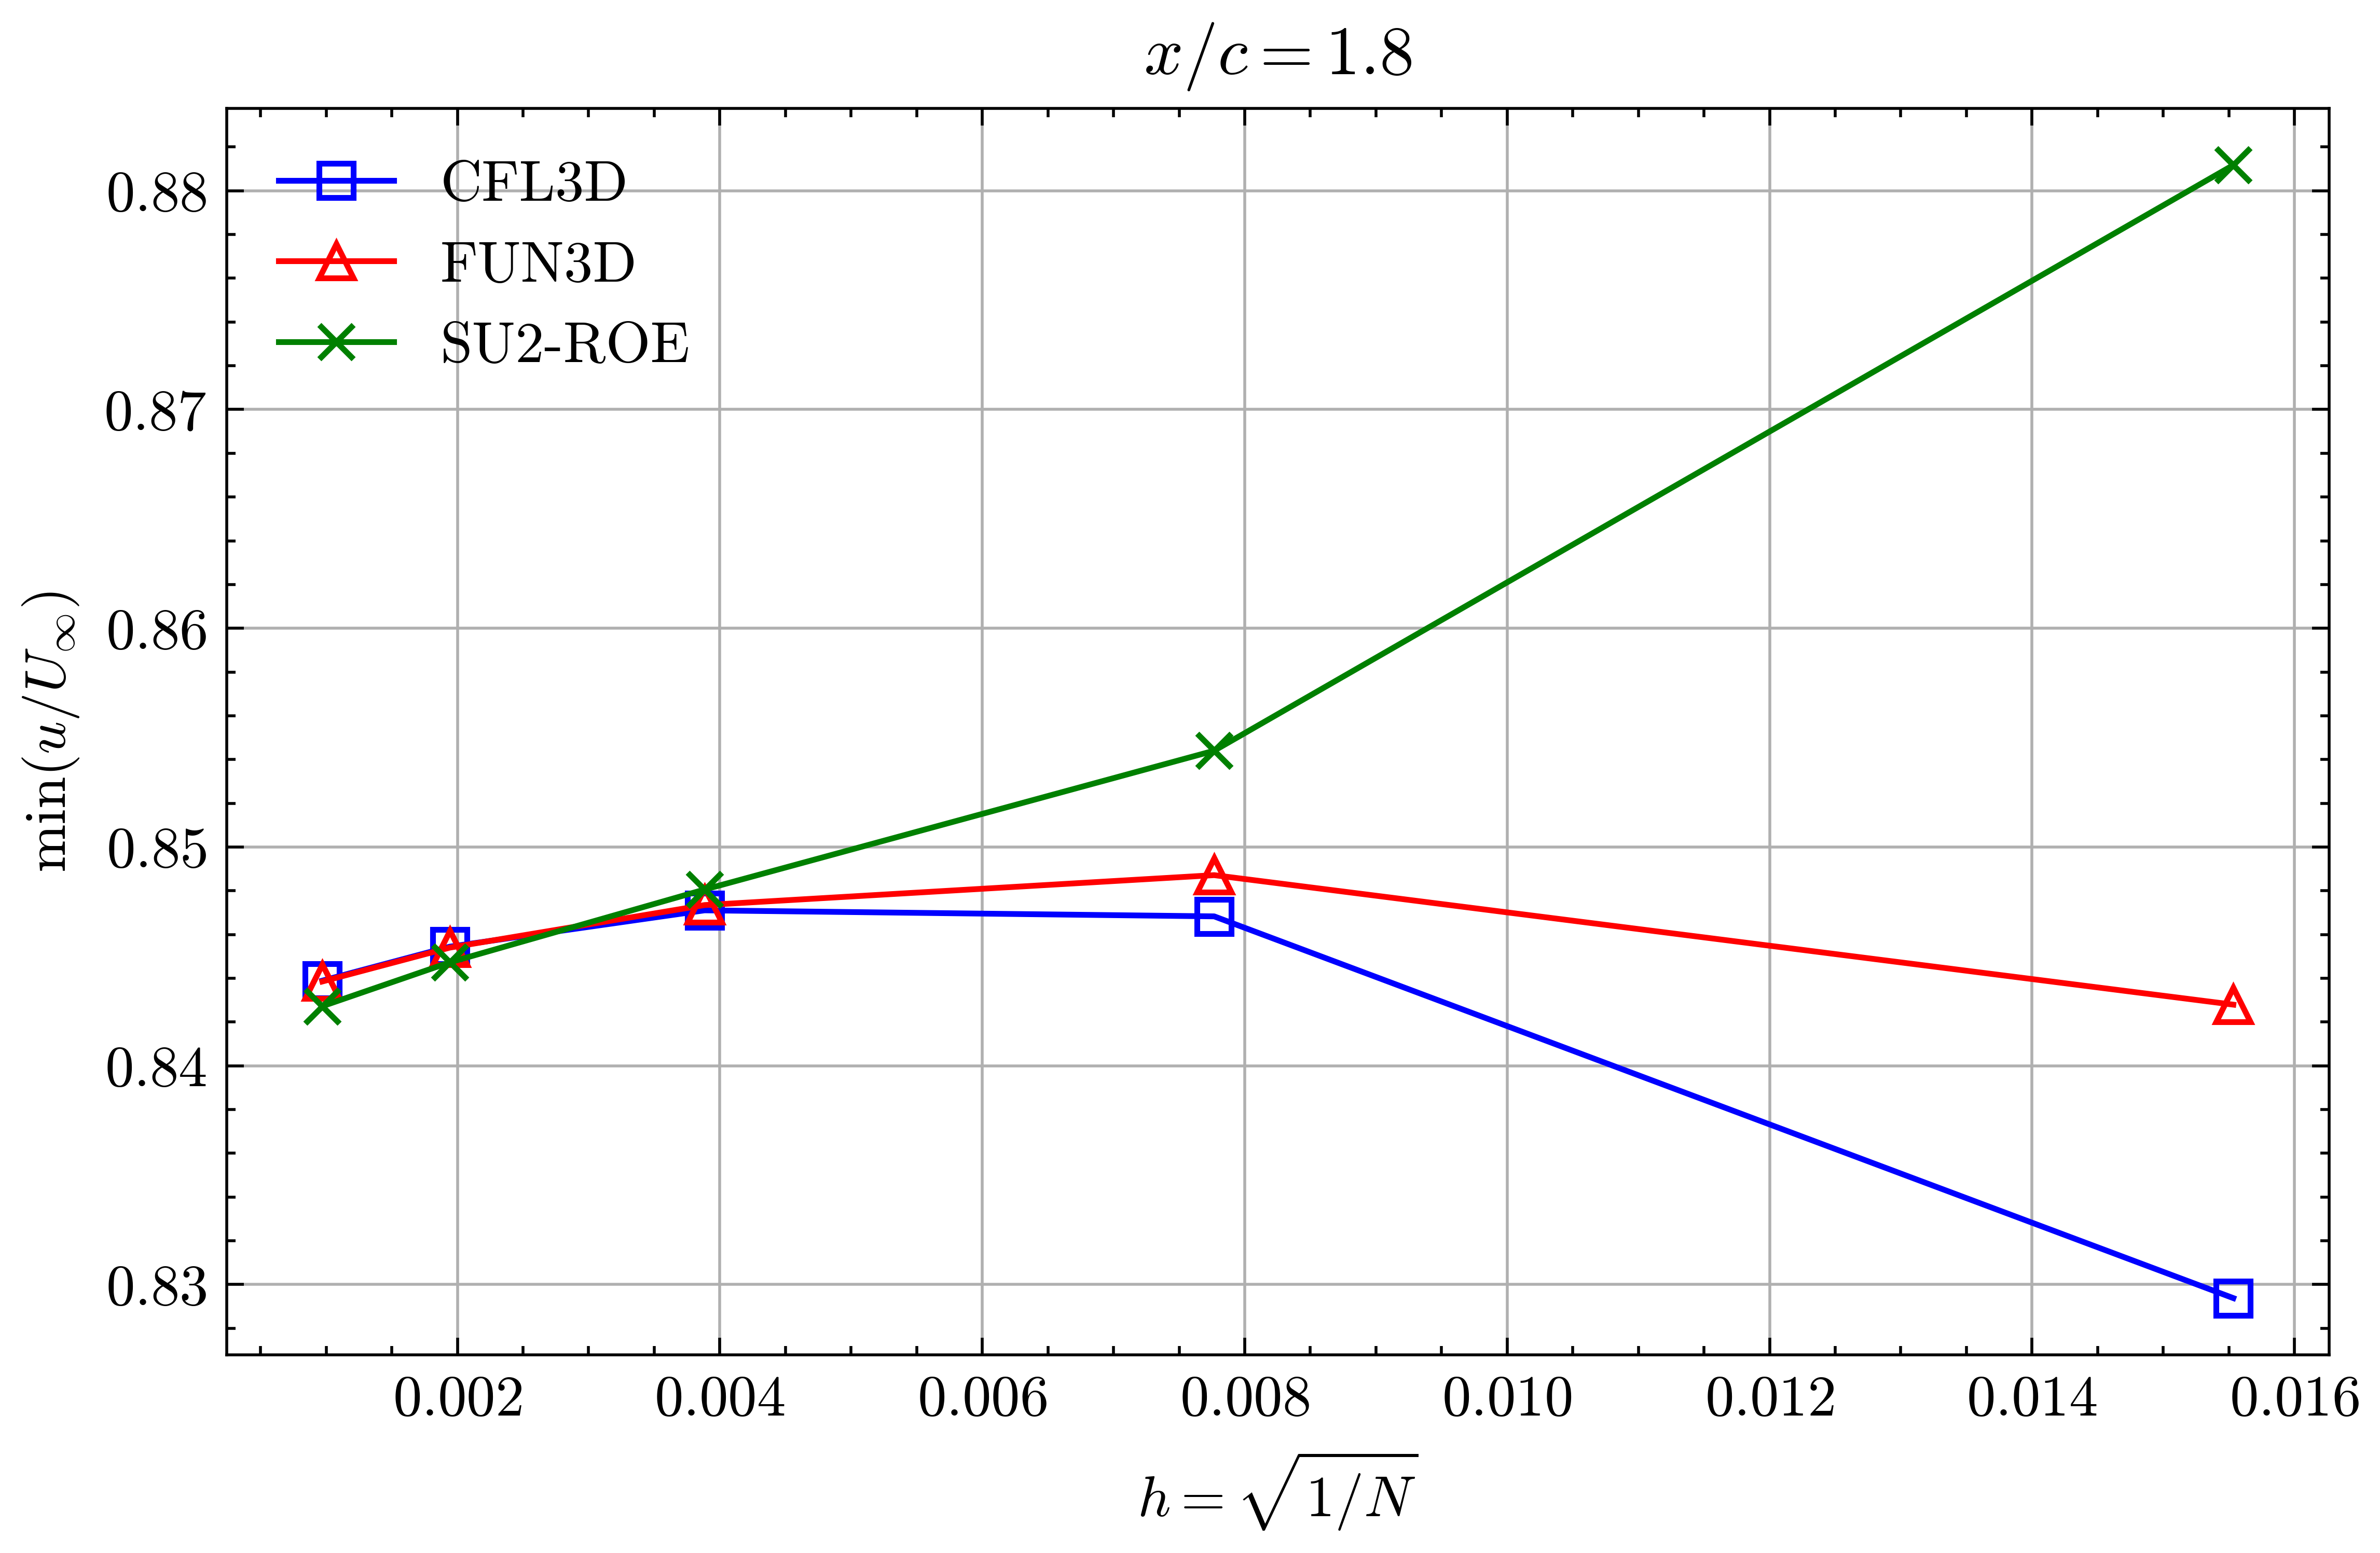 x/c = 1.8
CFL3D
FUN3D
SU2-ROE
0.88
0.87
0.86
0.85
0.84
0.83
min(u/U∞)
0.002 0.004 0.006 0.008 0.010 0.012 0.014 0.016
h = √1/N